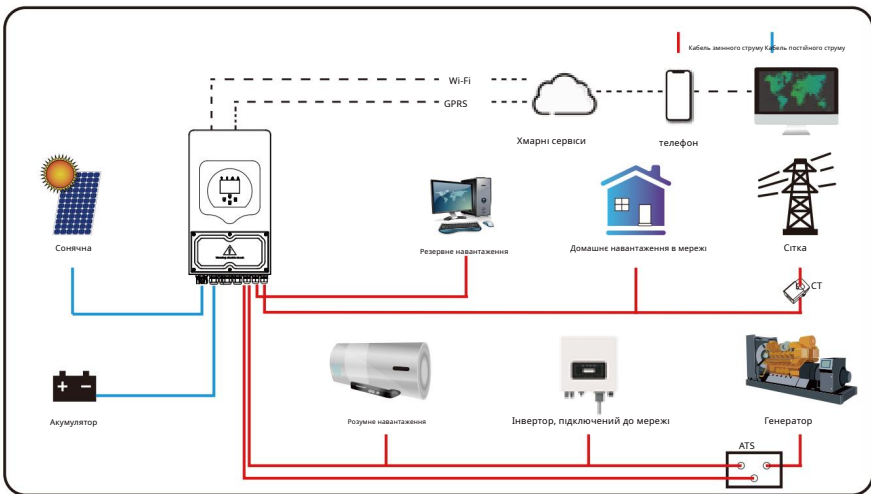 Кабель змінного струму Кабель постійного струму
Wi-Fi
GPRS
Хмарні сервіси
телефон
Сонячна
Резервне навантаження
Домашнє навантаження в мережі
Сітка
CT
Акумулятор
Розумне навантаження
Інвертор, підключений до мережі
Генератор
ATS